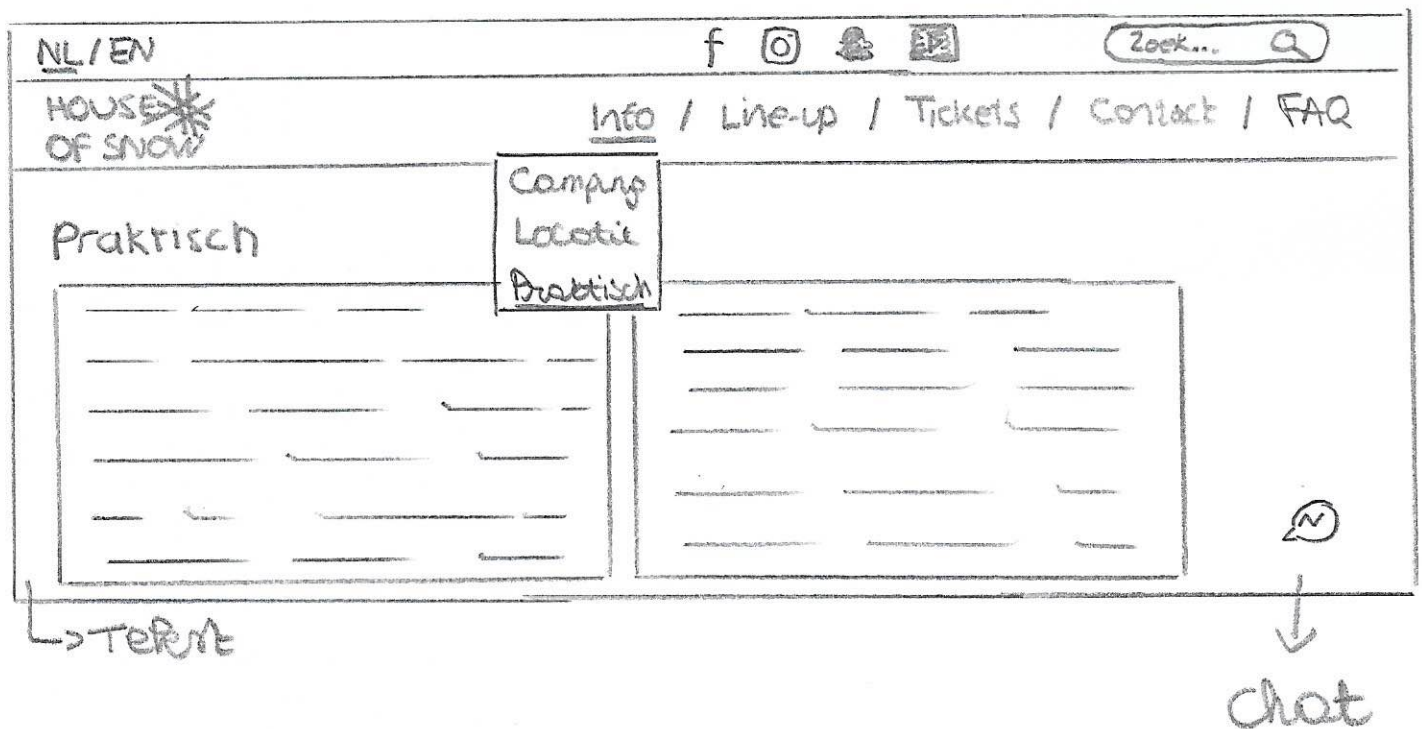 NL / EN f Zoek...
HOUSE
OF SNOW
Info / Line-up / Tickets / Contact / FAQ
Camping
Locatie
Praktisch
Praktisch
Tekst
Chat